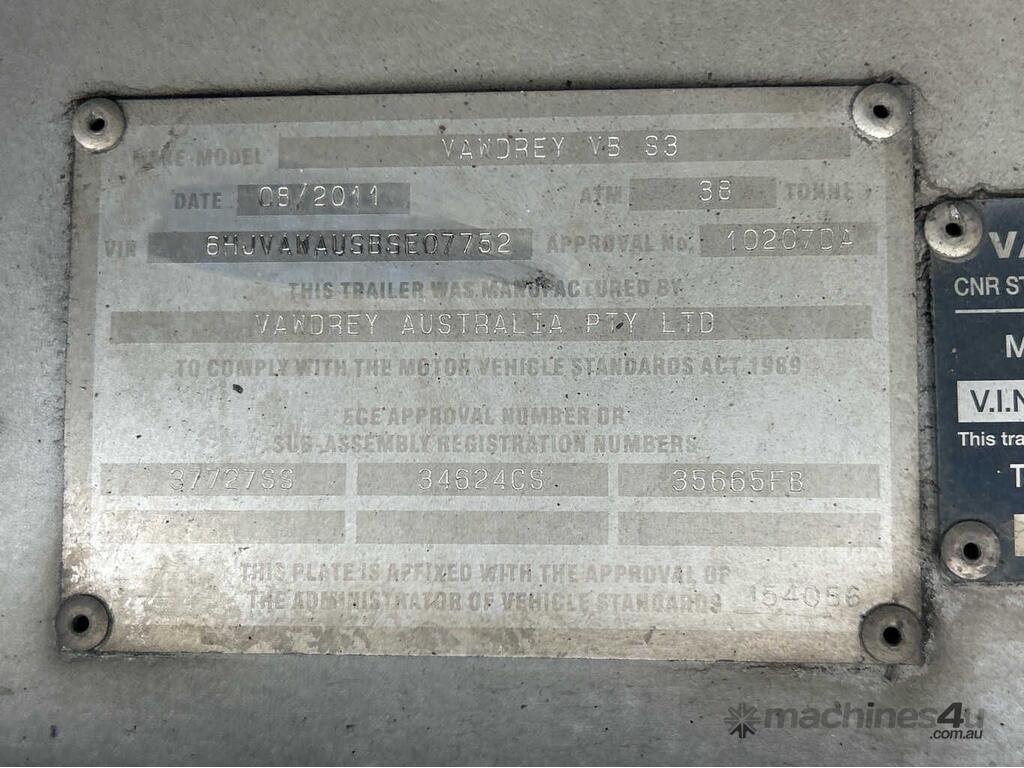 MAKE-MODEL VAWDREY VB S3
DATE 08/2011 ATM 38 TONNE
VIN 6HJVAWAUSBSE07752 APPROVAL No. 10207DA
THIS TRAILER WAS MANUFACTURED BY
VAWDREY AUSTRALIA PTY LTD
TO COMPLY WITH THE MOTOR VEHICLE STANDARDS ACT 1989
ECE APPROVAL NUMBER OR
SUB-ASSEMBLY REGISTRATION NUMBERS
37727SS 34624CS 35665FB
THIS PLATE IS AFFIXED WITH THE APPROVAL OF
THE ADMINISTRATOR OF VEHICLE STANDARDS 154056
VA
CNR ST
M
V.I.N
This tra
T
machines4u
.com.au